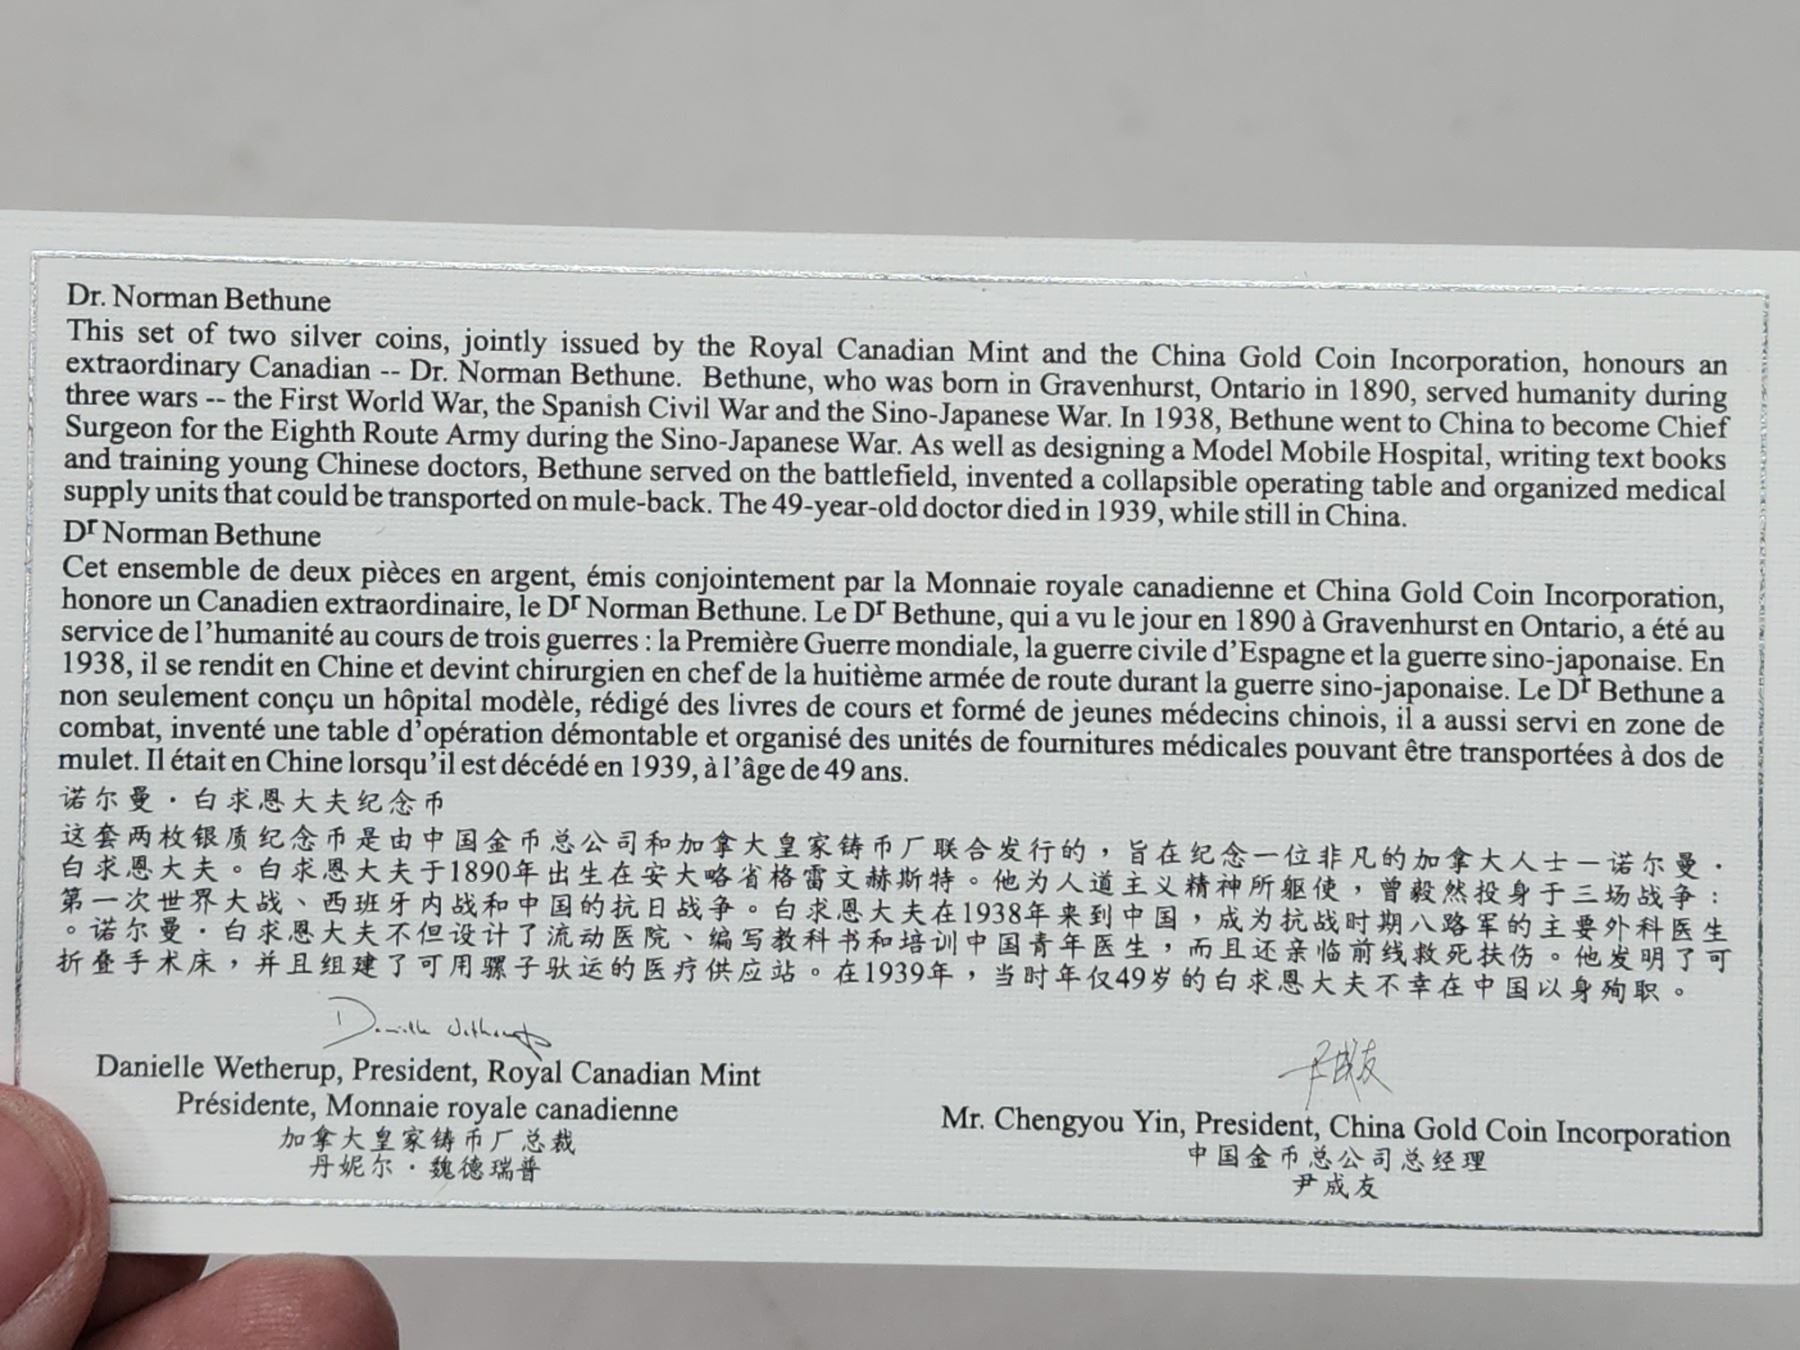 Dr. Norman Bethune
This set of two silver coins, jointly issued by the Royal Canadian Mint and the China Gold Coin Incorporation, honours an
extraordinary Canadian -- Dr. Norman Bethune. Bethune, who was born in Gravenhurst, Ontario in 1890, served humanity during
three wars -- the First World War, the Spanish Civil War and the Sino-Japanese War. In 1938, Bethune went to China to become Chief
Surgeon for the Eighth Route Army during the Sino-Japanese War. As well as designing a Model Mobile Hospital, writing text books
and training young Chinese doctors, Bethune served on the battlefield, invented a collapsible operating table and organized medical
supply units that could be transported on mule-back. The 49-year-old doctor died in 1939, while still in China.
Dr Norman Bethune
Cet ensemble de deux pièces en argent, émis conjointement par la Monnaie royale canadienne et China Gold Coin Incorporation,
honore un Canadien extraordinaire, le Dr Norman Bethune. Le Dr Bethune, qui a vu le jour en 1890 à Gravenhurst en Ontario, a été au
service de l'humanité au cours de trois guerres : la Première Guerre mondiale, la guerre civile d'Espagne et la guerre sino-japonaise. En
1938, il se rendit en Chine et devint chirurgien en chef de la huitième armée de route durant la guerre sino-japonaise. Le Dr Bethune a
non seulement conçu un hôpital modèle, rédigé des livres de cours et formé de jeunes médecins chinois, il a aussi servi en zone de
combat, inventé une table d'opération démontable et organisé des unités de fournitures médicales pouvant être transportées à dos de
mulet. Il était en Chine lorsqu'il est décédé en 1939, à l'âge de 49 ans.
诺尔曼·白求恩大夫纪念币
这套两枚银质纪念币是由中国金币总公司和加拿大皇家铸币厂联合发行的，旨在纪念一位非凡的加拿大人士－诺尔曼·
白求恩大夫。白求恩大夫于1890年出生在安大略省格雷文赫斯特。他为人道主义精神所驱使，曾毅然投身于三场战争：
第一次世界大战、西班牙内战和中国的抗日战争。白求恩大夫在1938年来到中国，成为抗战时期八路军的主要外科医生
。诺尔曼·白求恩大夫不但设计了流动医院、编写教科书和培训中国青年医生，而且还亲临前线救死扶伤。他发明了可
折叠手术床，并且组建了可用骡子驮运的医疗供应站。在1939年，当时年仅49岁的白求恩大夫不幸在中国以身殉职。
Danielle Wetherup
尹成友
Danielle Wetherup, President, Royal Canadian Mint
Présidente, Monnaie royale canadienne
加拿大皇家铸币厂总裁
丹妮尔·魏德瑞普
Mr. Chengyou Yin, President, China Gold Coin Incorporation
中国金币总公司总经理
尹成友